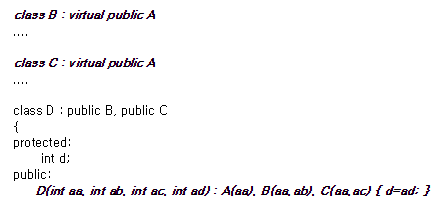 class B : virtual public A
....
class C : virtual public A
....
class D : public B, public C
{
protected:
int d;
public:
D(int aa, int ab, int ac, int ad) : A(aa), B(aa,ab), C(aa,ac) { d=ad; }